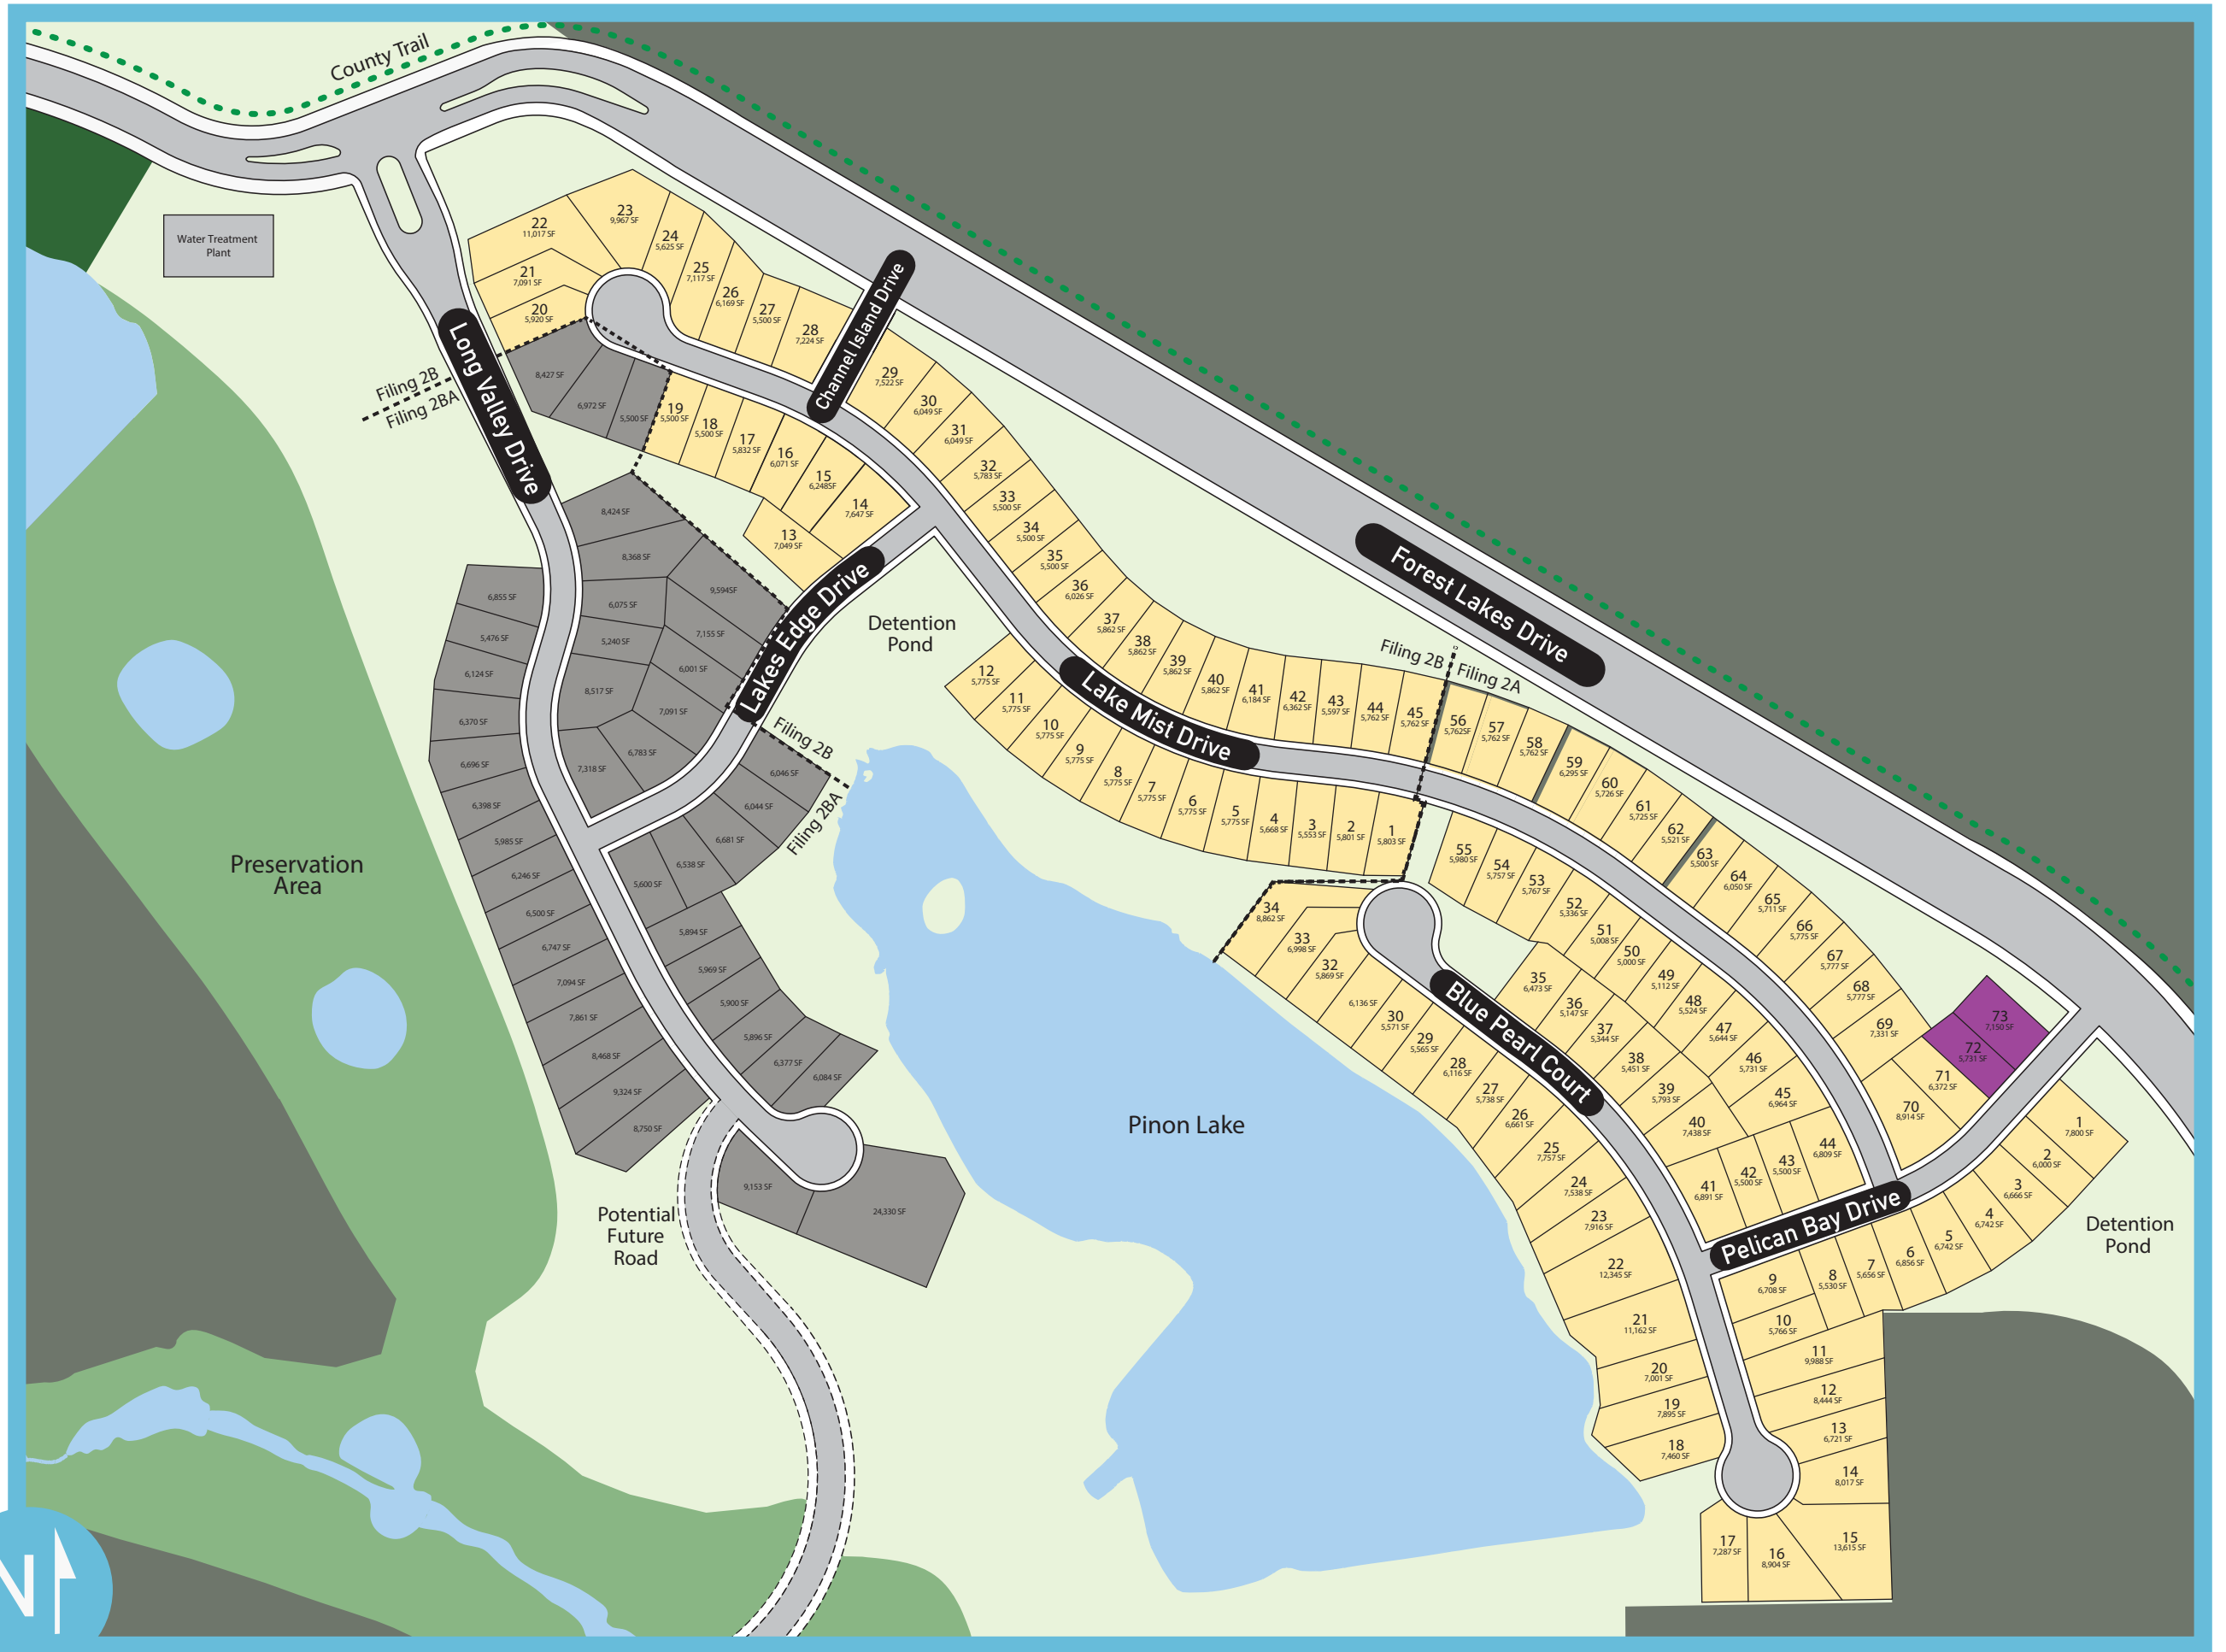 County Trail
Water Treatment
Plant
Long Valley Drive
Filing 2B
Filing 2BA
Channel Island Drive
Forest Lakes Drive
Lakes Edge Drive
Lake Mist Drive
Detention
Pond
Filing 2B
Filing 2A
Filing 2B
Filing 2BA
Preservation
Area
Pinon Lake
Blue Pearl Court
Pelican Bay Drive
Detention
Pond
Potential
Future
Road
N
22
11,017 SF
23
9,967 SF
24
5,625 SF
25
7,117 SF
26
6,169 SF
27
5,500 SF
28
7,224 SF
21
7,091 SF
20
5,920 SF
8,427 SF
6,972 SF
5,500 SF
19
5,500 SF
18
5,500 SF
17
5,832 SF
16
6,071 SF
15
6,248SF
14
7,647 SF
13
7,049 SF
29
7,522 SF
30
6,049 SF
31
6,049 SF
32
5,783 SF
33
5,500 SF
34
5,500 SF
35
5,500 SF
36
6,026 SF
37
5,862 SF
38
5,862 SF
39
5,862 SF
40
5,862 SF
41
6,184 SF
42
6,362 SF
43
5,597 SF
44
5,762 SF
45
5,762 SF
12
5,775 SF
11
5,775 SF
10
5,775 SF
9
5,775 SF
8
5,775 SF
7
5,775 SF
6
5,775 SF
5
5,775 SF
4
5,668 SF
3
5,553 SF
2
5,801 SF
1
5,803 SF
8,424 SF
8,368 SF
9,594SF
6,075 SF
5,240 SF
7,155 SF
6,001 SF
8,517 SF
7,091 SF
6,783 SF
7,318 SF
6,855 SF
5,476 SF
6,124 SF
6,370 SF
6,696 SF
6,398 SF
5,985 SF
6,246 SF
6,500 SF
6,747 SF
7,094 SF
7,861 SF
8,468 SF
9,324 SF
8,750 SF
6,046 SF
6,044 SF
6,681 SF
6,538 SF
5,600 SF
5,894 SF
5,969 SF
5,900 SF
5,896 SF
6,377 SF
6,084 SF
9,153 SF
24,330 SF
56
5,762SF
57
5,762 SF
58
5,762 SF
59
6,295 SF
60
5,726 SF
61
5,725 SF
62
5,521 SF
63
5,500 SF
64
6,050 SF
65
5,711 SF
66
5,775 SF
67
5,777 SF
68
5,777 SF
69
7,331 SF
70
8,914 SF
71
6,372 SF
72
5,731 SF
73
7,150 SF
55
5,980 SF
54
5,757 SF
53
5,767 SF
52
5,336 SF
51
5,008 SF
50
5,000 SF
49
5,112 SF
48
5,524 SF
47
5,644 SF
46
5,731 SF
45
6,964 SF
44
6,809 SF
43
5,500 SF
42
5,500 SF
41
6,891 SF
40
7,438 SF
39
5,793 SF
38
5,451 SF
37
5,344 SF
36
5,147 SF
35
6,473 SF
34
8,862 SF
33
6,998 SF
32
5,869 SF
6,136 SF
30
5,571 SF
29
5,565 SF
28
6,116 SF
27
5,738 SF
26
6,661 SF
25
7,757 SF
24
7,538 SF
23
7,916 SF
22
12,345 SF
21
11,162 SF
20
7,001 SF
19
7,895 SF
18
7,460 SF
17
7,287 SF
16
8,904 SF
15
13,615 SF
14
8,017 SF
13
6,721 SF
12
8,444 SF
11
9,988 SF
10
5,766 SF
9
6,708 SF
8
5,530 SF
7
5,656 SF
6
6,856 SF
5
6,742 SF
4
6,742 SF
3
6,666 SF
2
6,000 SF
1
7,800 SF